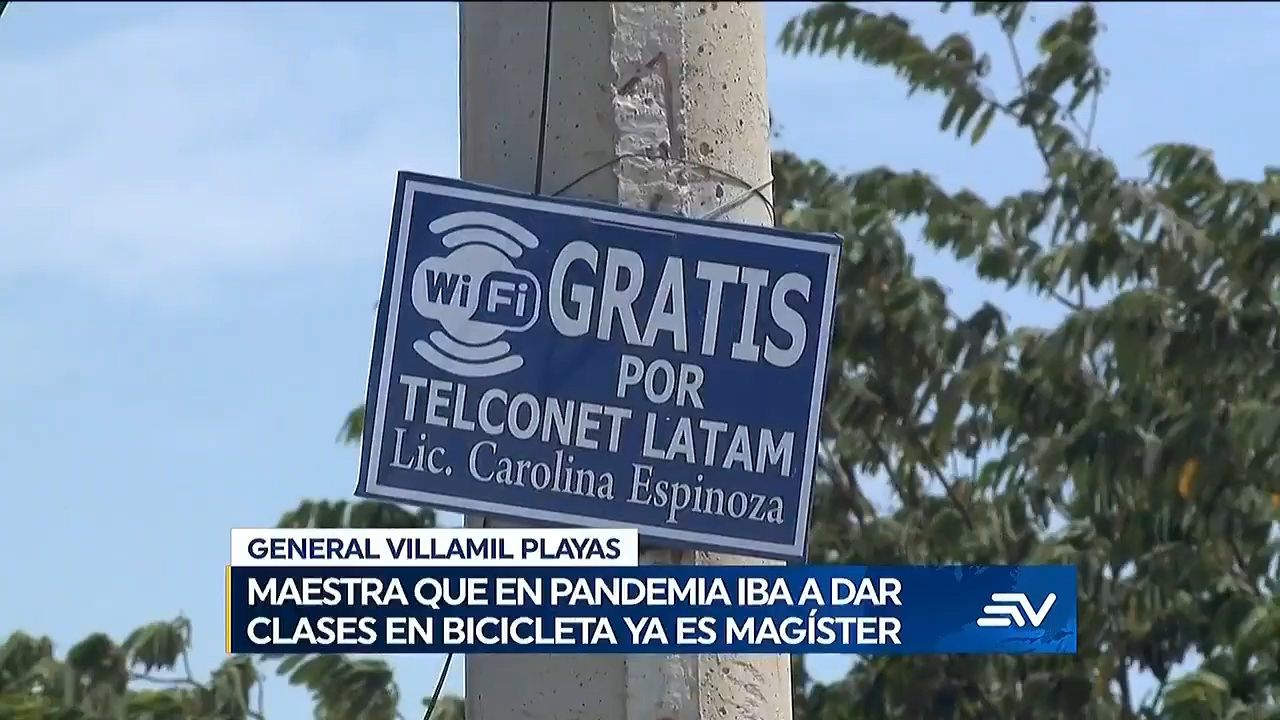 WiFi GRATIS
POR
TELCONET LATAM
Lic. Carolina Espinoza
GENERAL VILLAMIL PLAYAS
MAESTRA QUE EN PANDEMIA IBA A DAR
CLASES EN BICICLETA YA ES MAGÍSTER